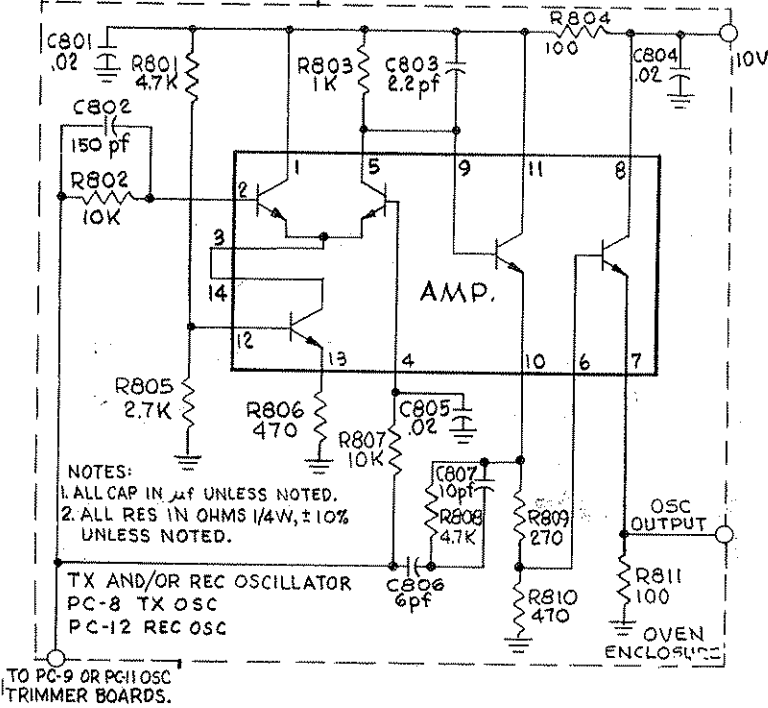 R804
100
10V
C801
.02
R801
4.7K
R803
1K
C803
2.2pf
C804
.02
C802
150 pf
R802
10K
1
5
9
11
8
2
3
14
12
AMP.
13
4
10
6
7
R805
2.7K
R806
470
R807
10K
C805
.02
C807
10pf
R808
4.7K
R809
270
OSC
OUTPUT
NOTES:
1. ALL CAP IN µf UNLESS NOTED.
2. ALL RES IN OHMS 1/4W, ±10%
UNLESS NOTED.
C806
6pf
R810
470
R811
100
TX AND/OR REC OSCILLATOR
PC-8 TX OSC
PC-12 REC OSC
OVEN
ENCLOSURE
TO PC-9 OR PC-11 OSC
TRIMMER BOARDS.